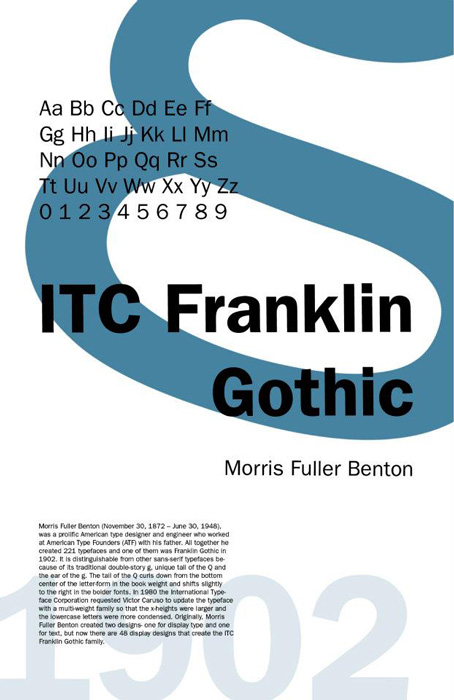 Aa Bb Cc Dd Ee Ff
Gg Hh Ii Jj Kk Ll Mm
Nn Oo Pp Qq Rr Ss
Tt Uu Vv Ww Xx Yy Zz
0 1 2 3 4 5 6 7 8 9
ITC Franklin
Gothic
Morris Fuller Benton
Morris Fuller Benton (November 30, 1872 – June 30, 1948),
was a prolific American type designer and engineer who worked
at American Type Founders (ATF) with his father. All together he
created 221 typefaces and one of them was Franklin Gothic in
1902. It is distinguishable from other sans-serif typefaces be-
cause of its traditional double-story g, unique tail of the Q and
the ear of the g. The tail of the Q curls down from the bottom
center of the letterform in the book weight and shifts slightly
to the right in the bolder fonts. In 1980 the International Type-
face Corporation requested Victor Caruso to update the typeface
with a multi-weight family so that the x-heights were larger and
the lowercase letters were more condensed. Originally, Morris
Fuller Benton created two designs- one for display type and one
for text, but now there are 48 display designs that create the ITC
Franklin Gothic family.
1902